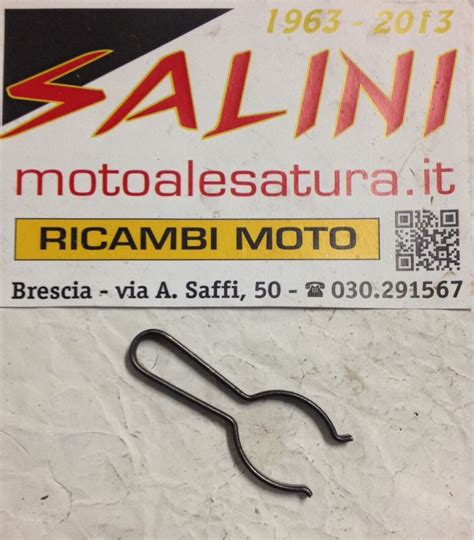 1963 - 2013
SALINI
motoalesatura.it
RICAMBI MOTO
Brescia - via A. Saffi, 50 - ☎ 030.291567